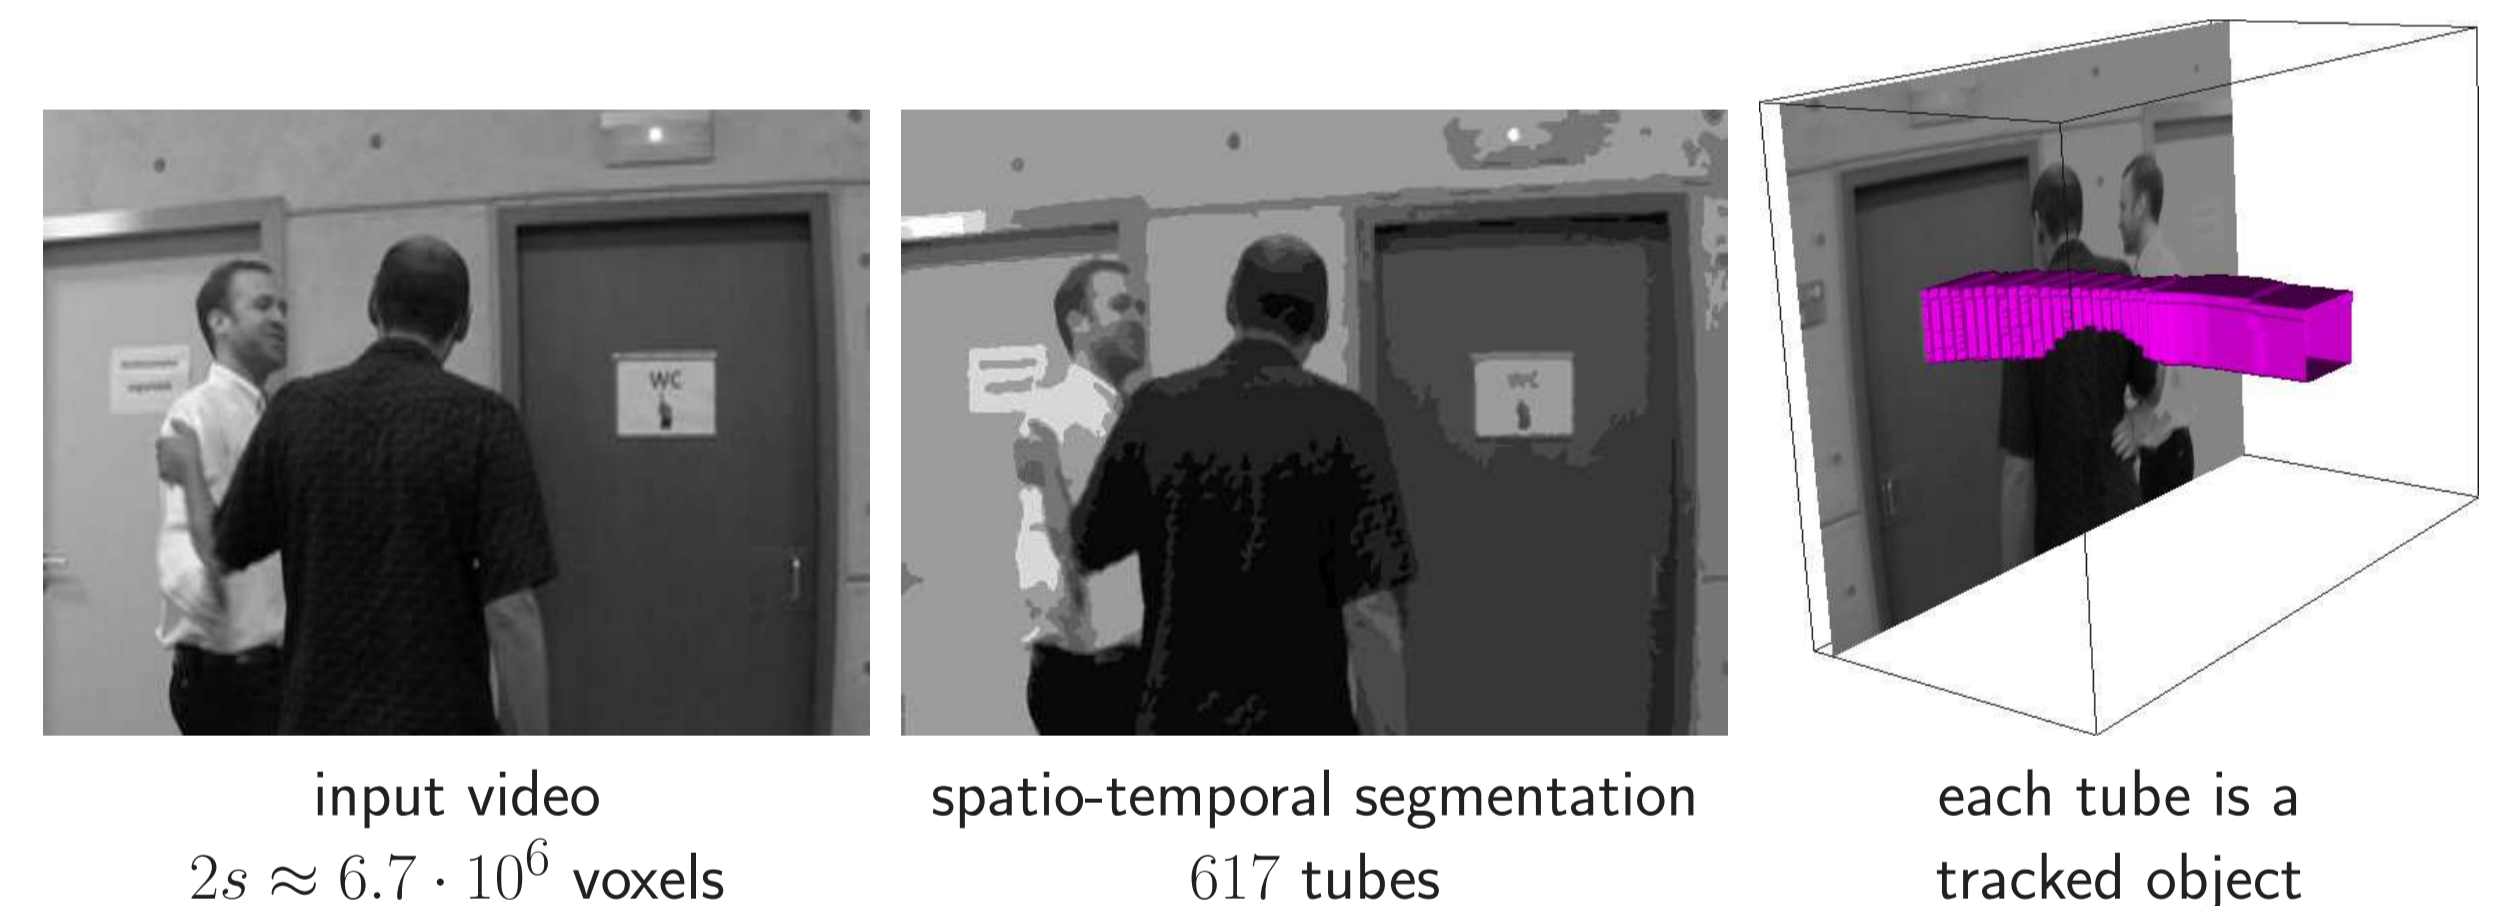 WC
input video
2s ≈ 6.7 · 10^6 voxels
spatio-temporal segmentation
617 tubes
each tube is a
tracked object